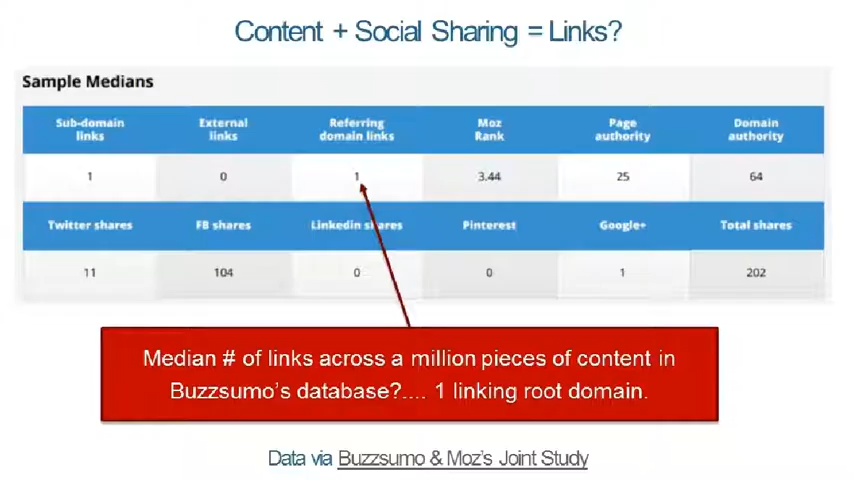 Content + Social Sharing = Links?
Sample Medians
Sub-domain links
External links
Referring domain links
Moz Rank
Page authority
Domain authority
1 0 1 3.44 25 64
Twitter shares FB shares Linkedin shares Pinterest Google+ Total shares
11 104 0 0 1 202
Median # of links across a million pieces of content in
Buzzsumo's database?.... 1 linking root domain.
Data via Buzzsumo & Moz's Joint Study